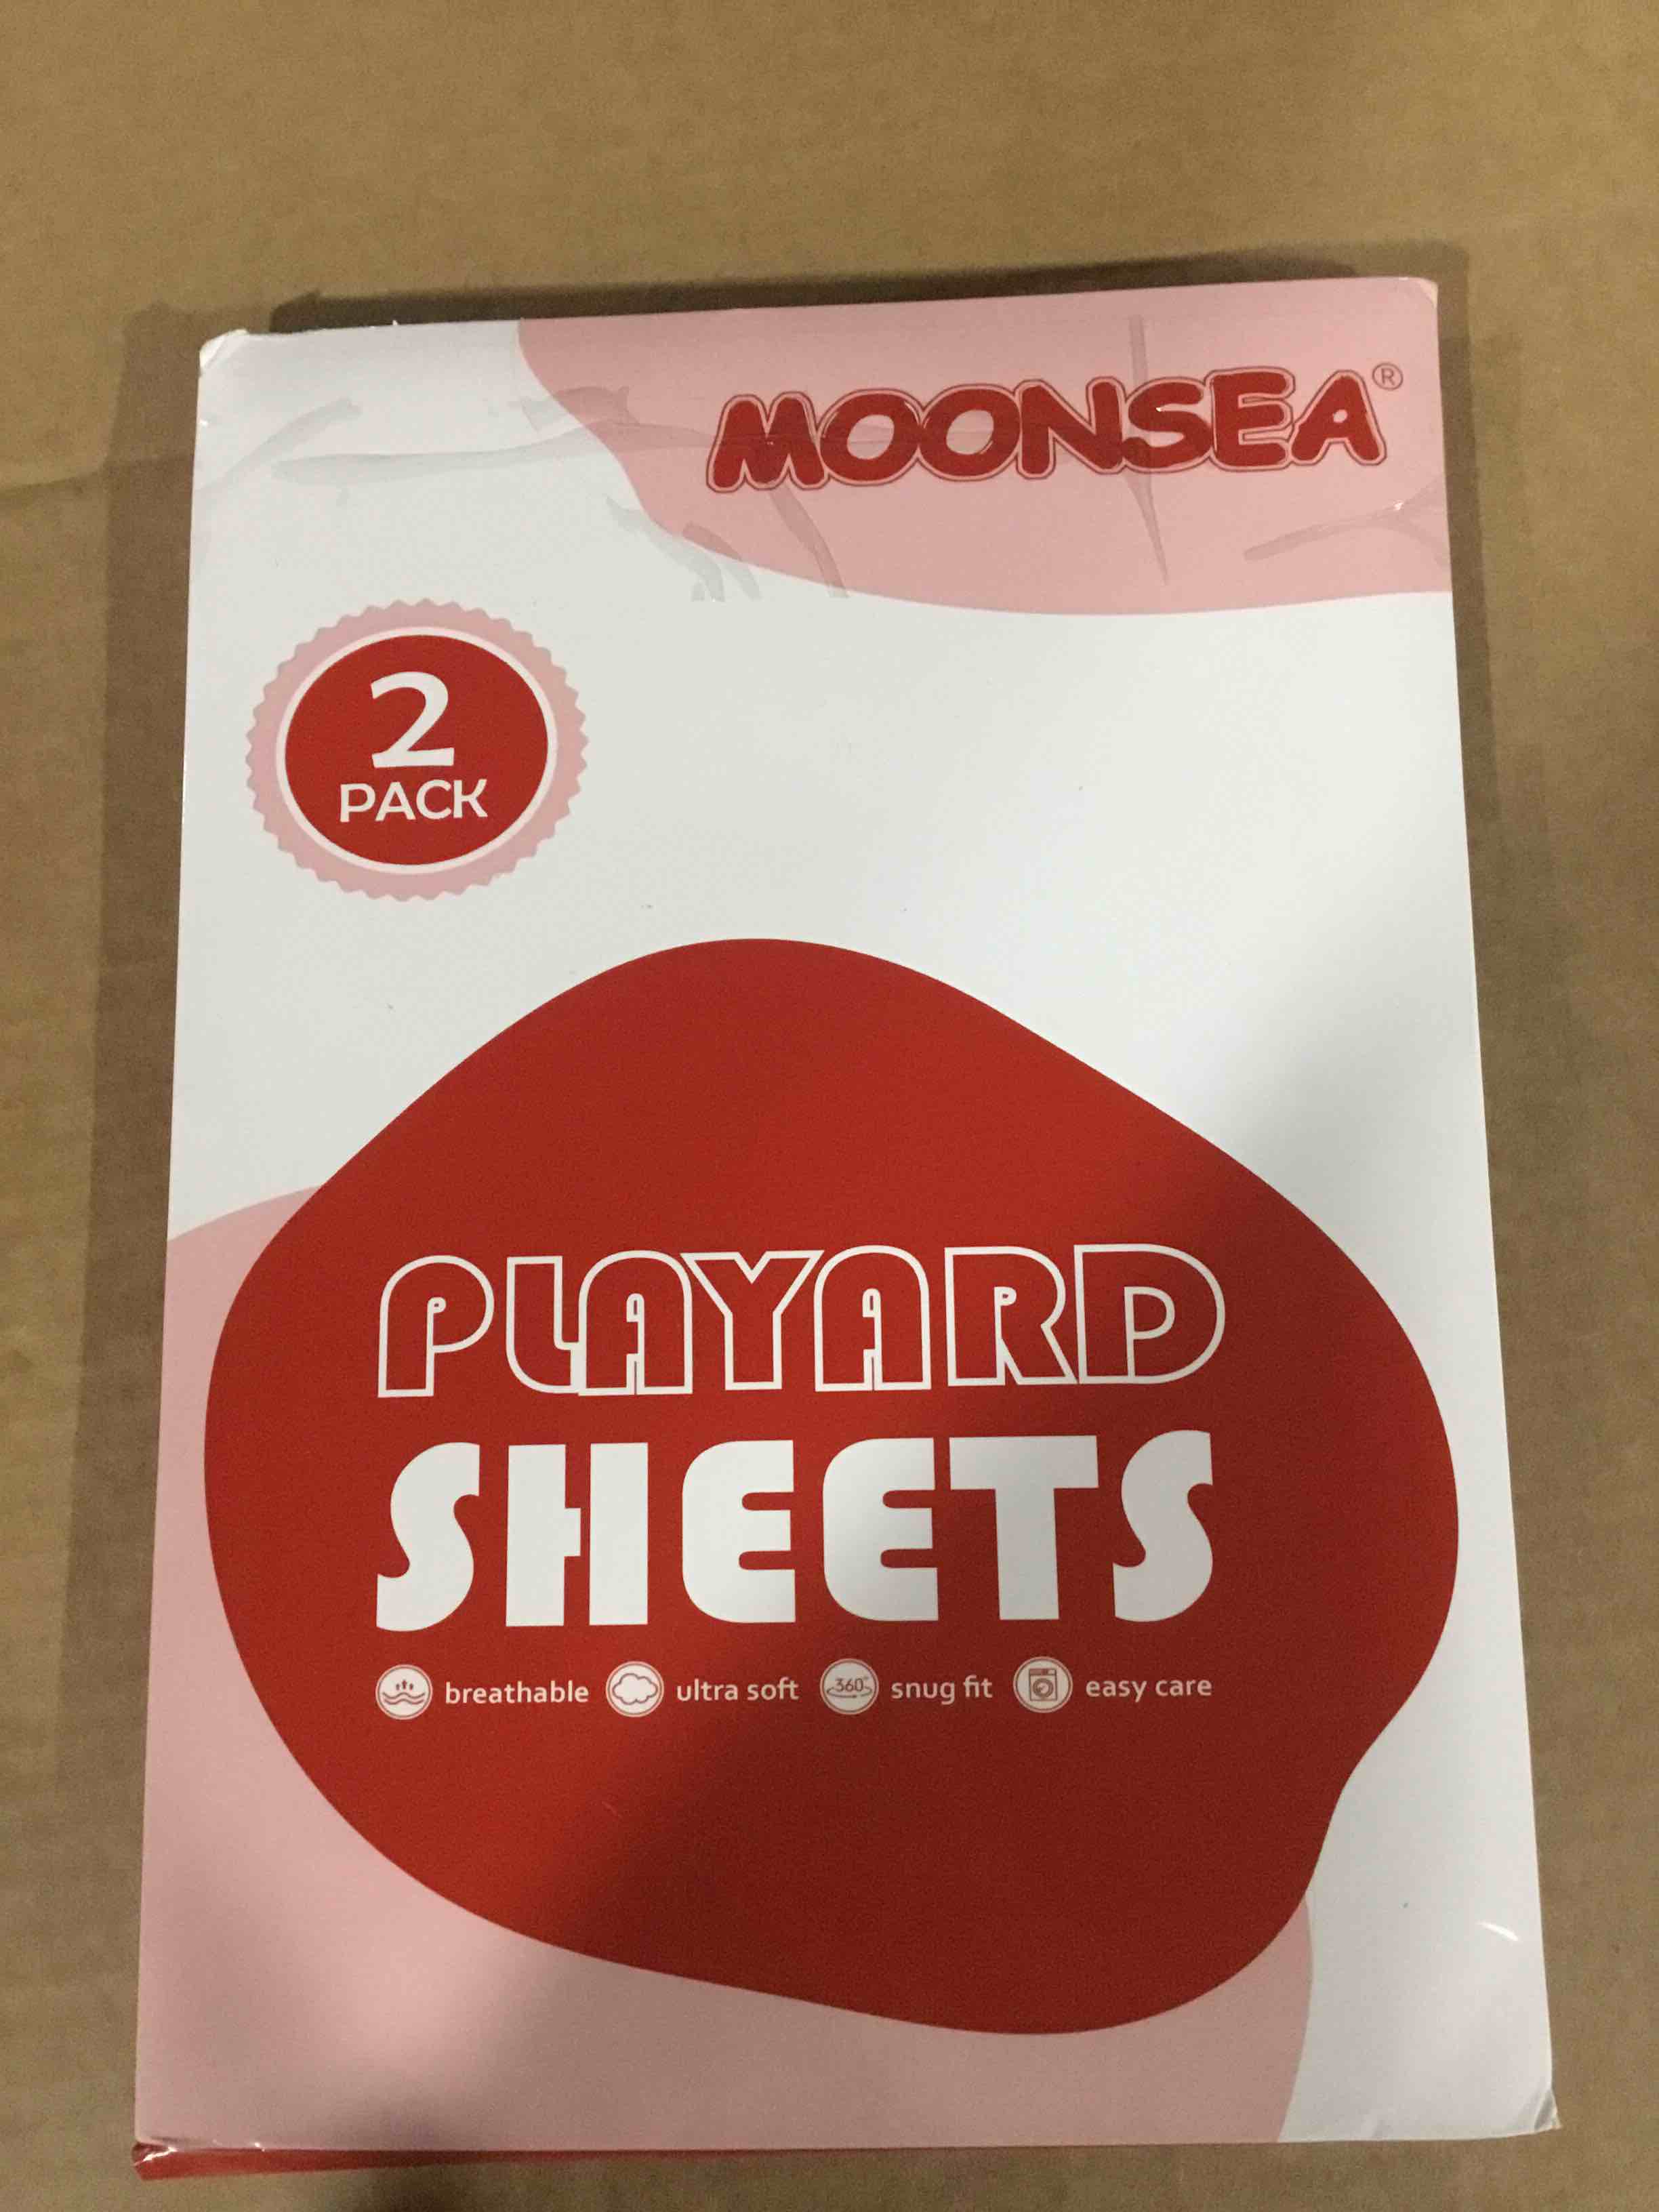 MOONSEA®
2
PACK
PLAYARD
SHEETS
breathable ultra soft 360° snug fit easy care